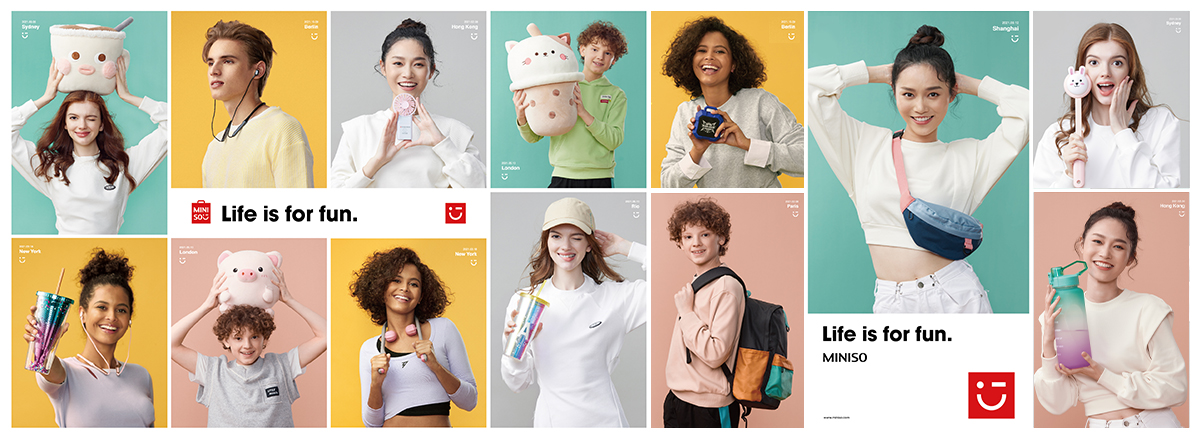 Sydney
Berlin
Hong Kong
London
Berlin
Shanghai
Sydney
MINI
SO
Life is for fun.
New York
London
New York
Rio
Paris
Hong Kong
Life is for fun.
MINISO
www.miniso.com